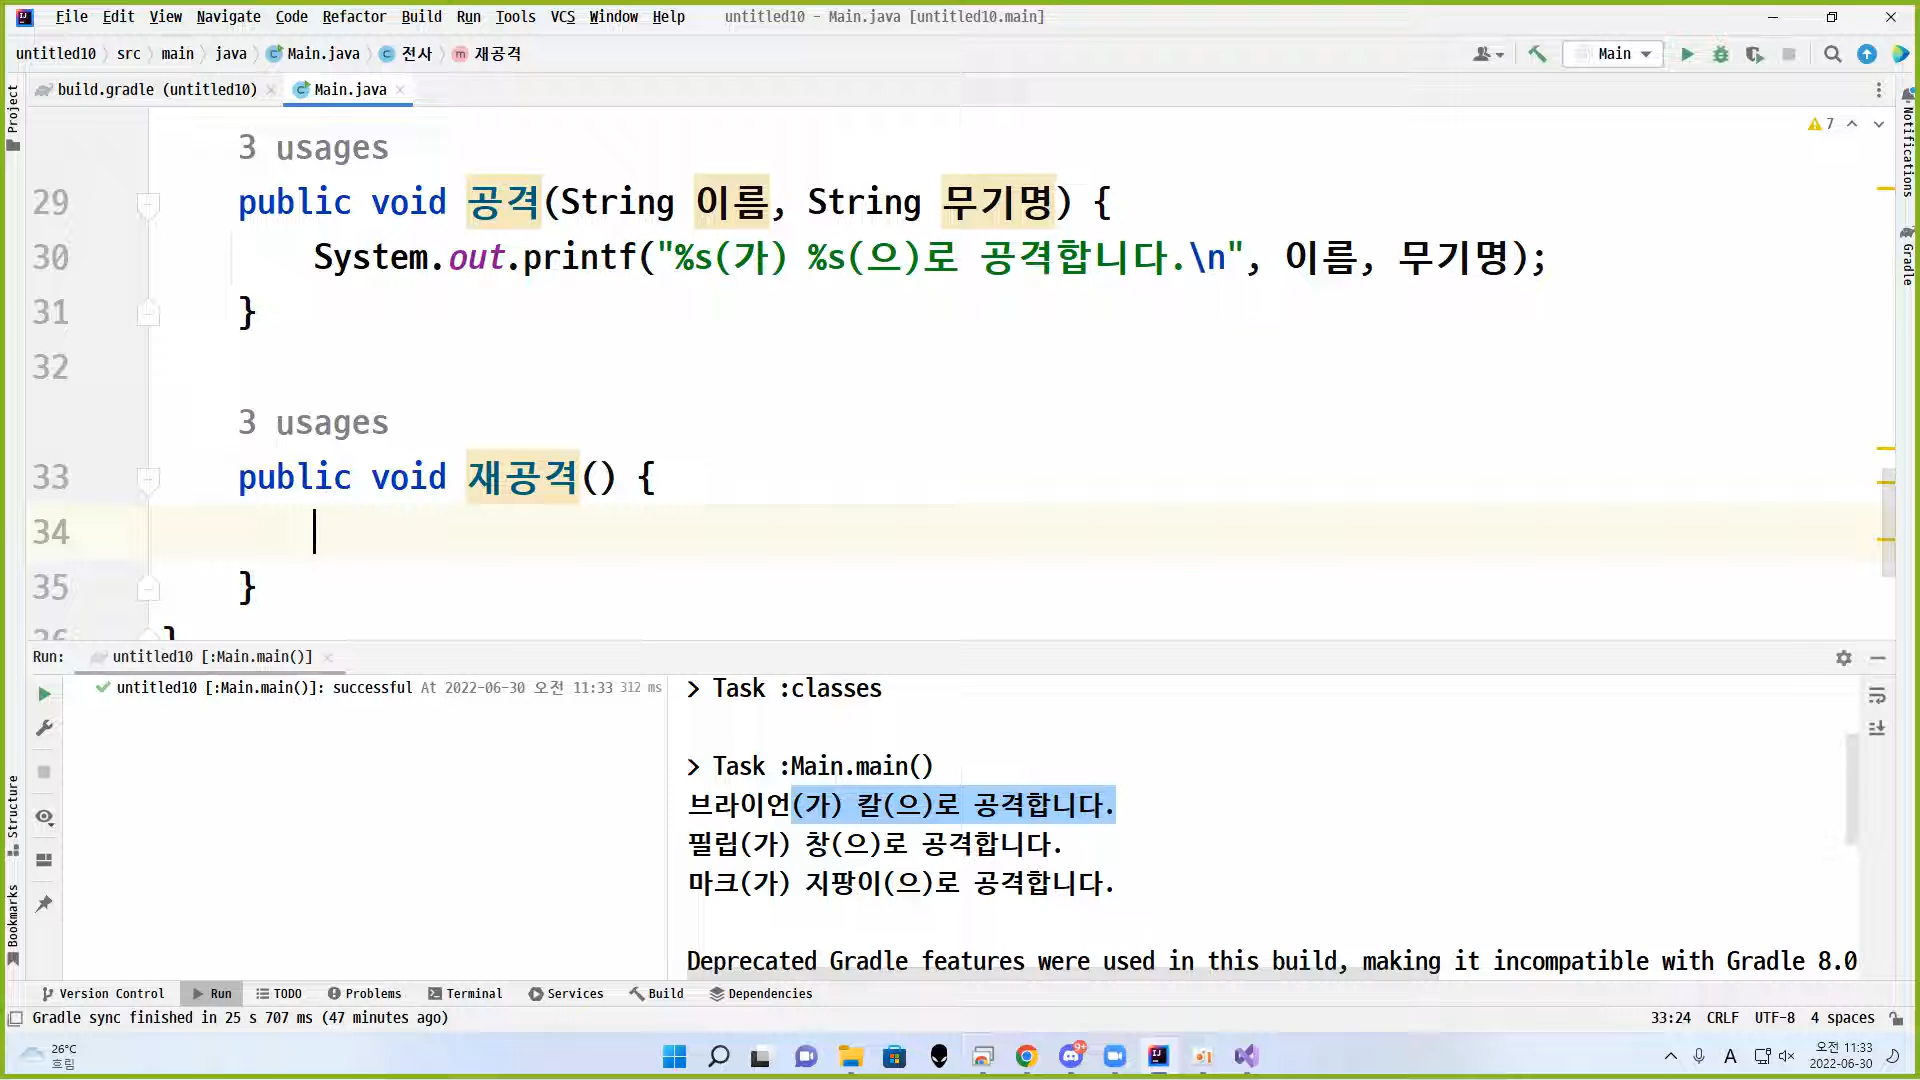 File Edit View Navigate Code Refactor Build Run Tools VCS Window Help untitled10 - Main.java [untitled10.main]
untitled10 src main java Main.java 전사 재공격 Main
build.gradle (untitled10) Main.java
Project
Notifications
Gradle
7
3 usages
29 public void 공격(String 이름, String 무기명) {
30 System.out.printf("%s(가) %s(으)로 공격합니다.\n", 이름, 무기명);
31 }
32
3 usages
33 public void 재공격() {
34
35 }
36 }
Run: untitled10 [:Main.main()]
untitled10 [:Main.main()]: successful At 2022-06-30 오전 11:33 312 ms
> Task :classes
> Task :Main.main()
브라이언(가) 칼(으)로 공격합니다.
필립(가) 창(으)로 공격합니다.
마크(가) 지팡이(으)로 공격합니다.
Deprecated Gradle features were used in this build, making it incompatible with Gradle 8.0
Structure
Bookmarks
Version Control Run TODO Problems Terminal Services Build Dependencies
Gradle sync finished in 25 s 707 ms (47 minutes ago) 33:24 CRLF UTF-8 4 spaces
26°C
흐림
9+
A
오전 11:33
2022-06-30